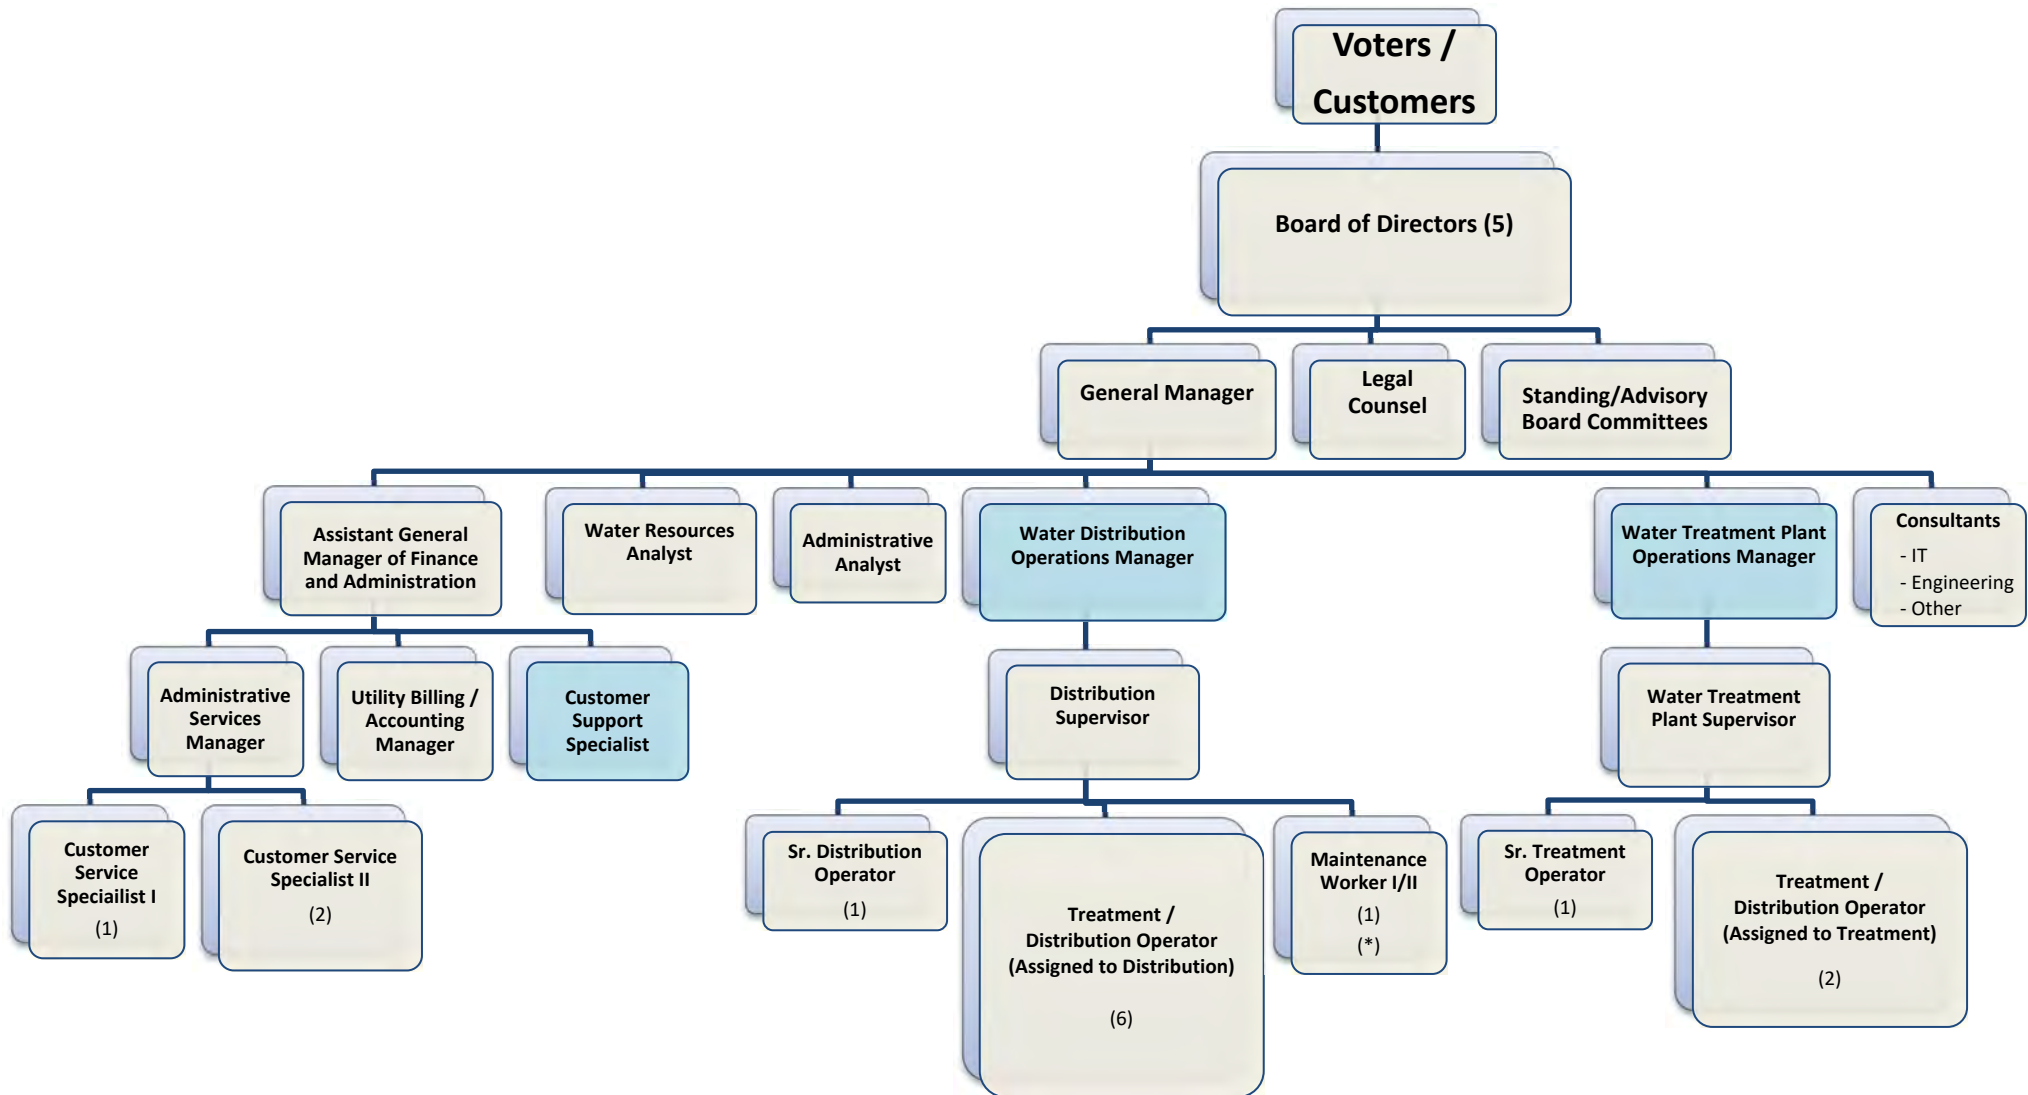 Voters /
Customers
Board of Directors (5)
General Manager
Legal
Counsel
Standing/Advisory
Board Committees
Assistant General
Manager of Finance
and Administration
Water Resources
Analyst
Administrative
Analyst
Water Distribution
Operations Manager
Water Treatment Plant
Operations Manager
Consultants
- IT
- Engineering
- Other
Administrative
Services
Manager
Utility Billing /
Accounting
Manager
Customer
Support
Specialist
Distribution
Supervisor
Water Treatment
Plant Supervisor
Customer
Service
Speciailist I
(1)
Customer Service
Specialist II
(2)
Sr. Distribution
Operator
(1)
Treatment /
Distribution Operator
(Assigned to Distribution)
(6)
Maintenance
Worker I/II
(1)
(*)
Sr. Treatment
Operator
(1)
Treatment /
Distribution Operator
(Assigned to Treatment)
(2)